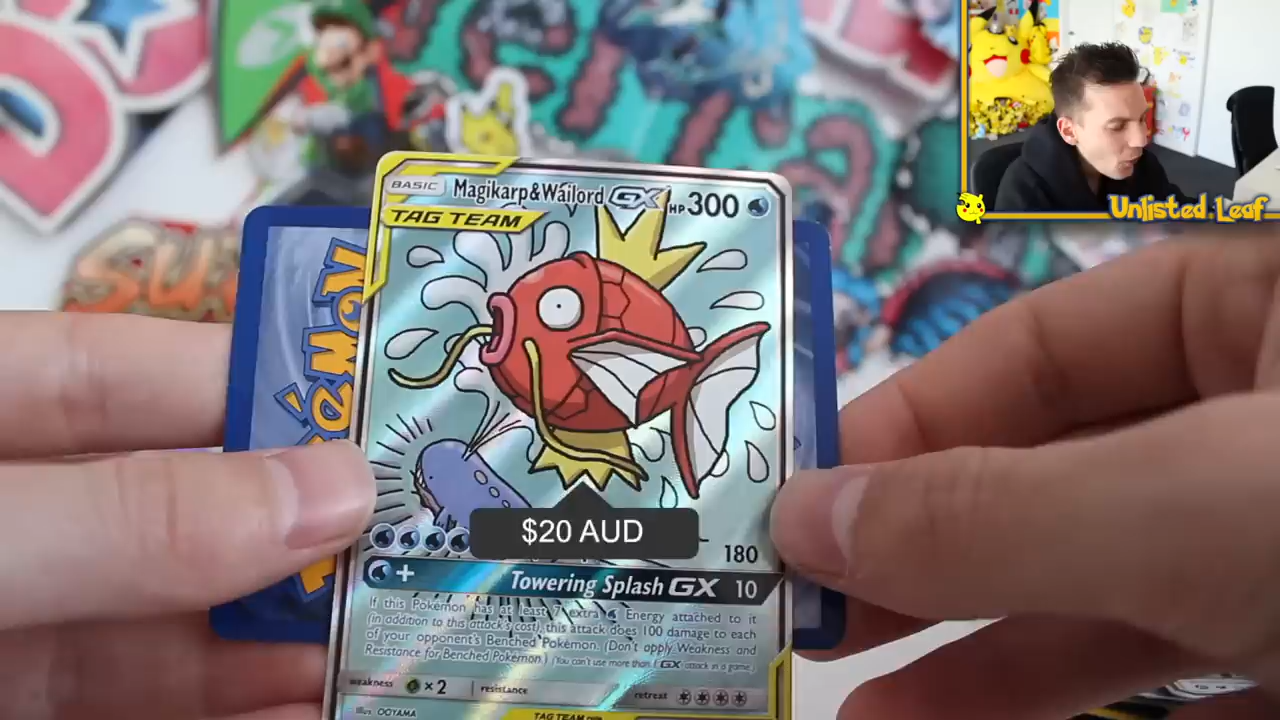 BASIC Magikarp&Wailord GX HP 300
TAG TEAM
Unlisted Leaf
POKéMON
$20 AUD
180
+ Towering Splash GX 10
If this Pokémon has at least 7 extra Energy attached to it
(in addition to this attack's cost), this attack does 100 damage to each
of your opponent's Benched Pokémon. (Don't apply Weakness and
Resistance for Benched Pokémon.) (You can't use more than 1 GX attack in a game.)
weakness ×2 resistance retreat
Illus. OOYAMA
TAG TEAM